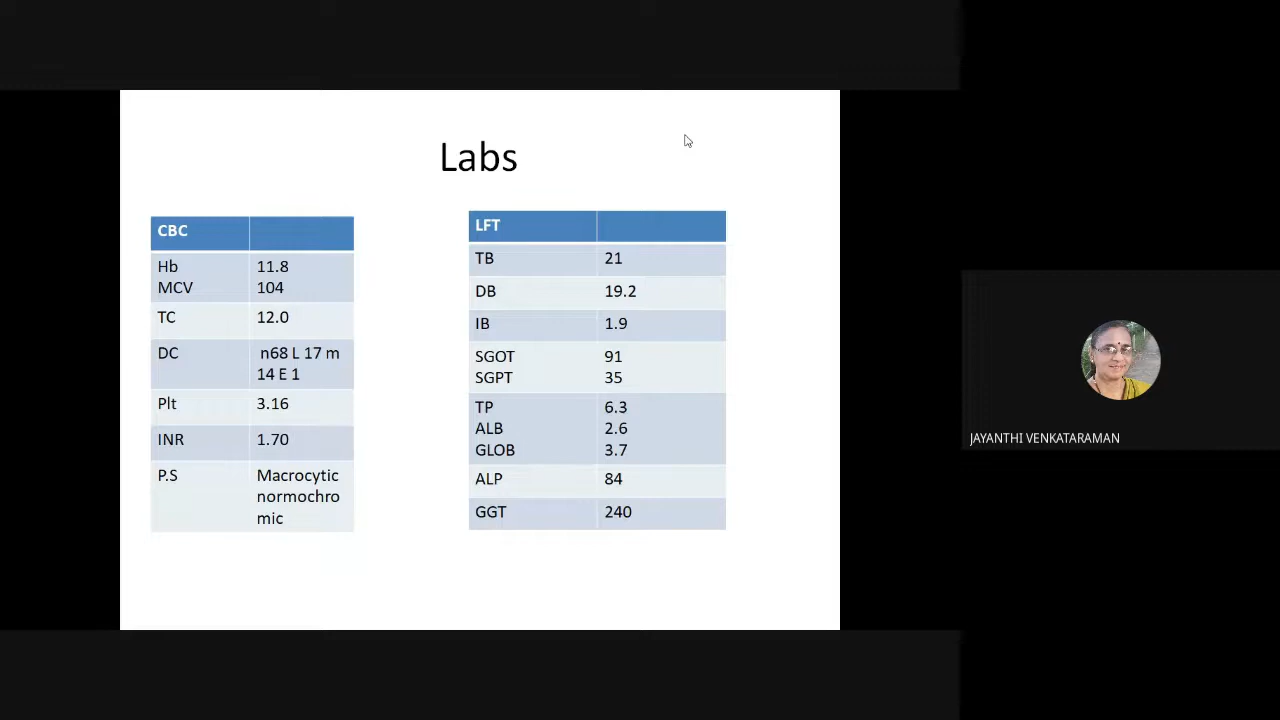 Labs
CBC
Hb 11.8
MCV 104
TC 12.0
DC n68 L 17 m
14 E 1
Plt 3.16
INR 1.70
P.S Macrocytic
normochro
mic
LFT
TB 21
DB 19.2
IB 1.9
SGOT 91
SGPT 35
TP 6.3
ALB 2.6
GLOB 3.7
ALP 84
GGT 240
JAYANTHI VENKATARAMAN